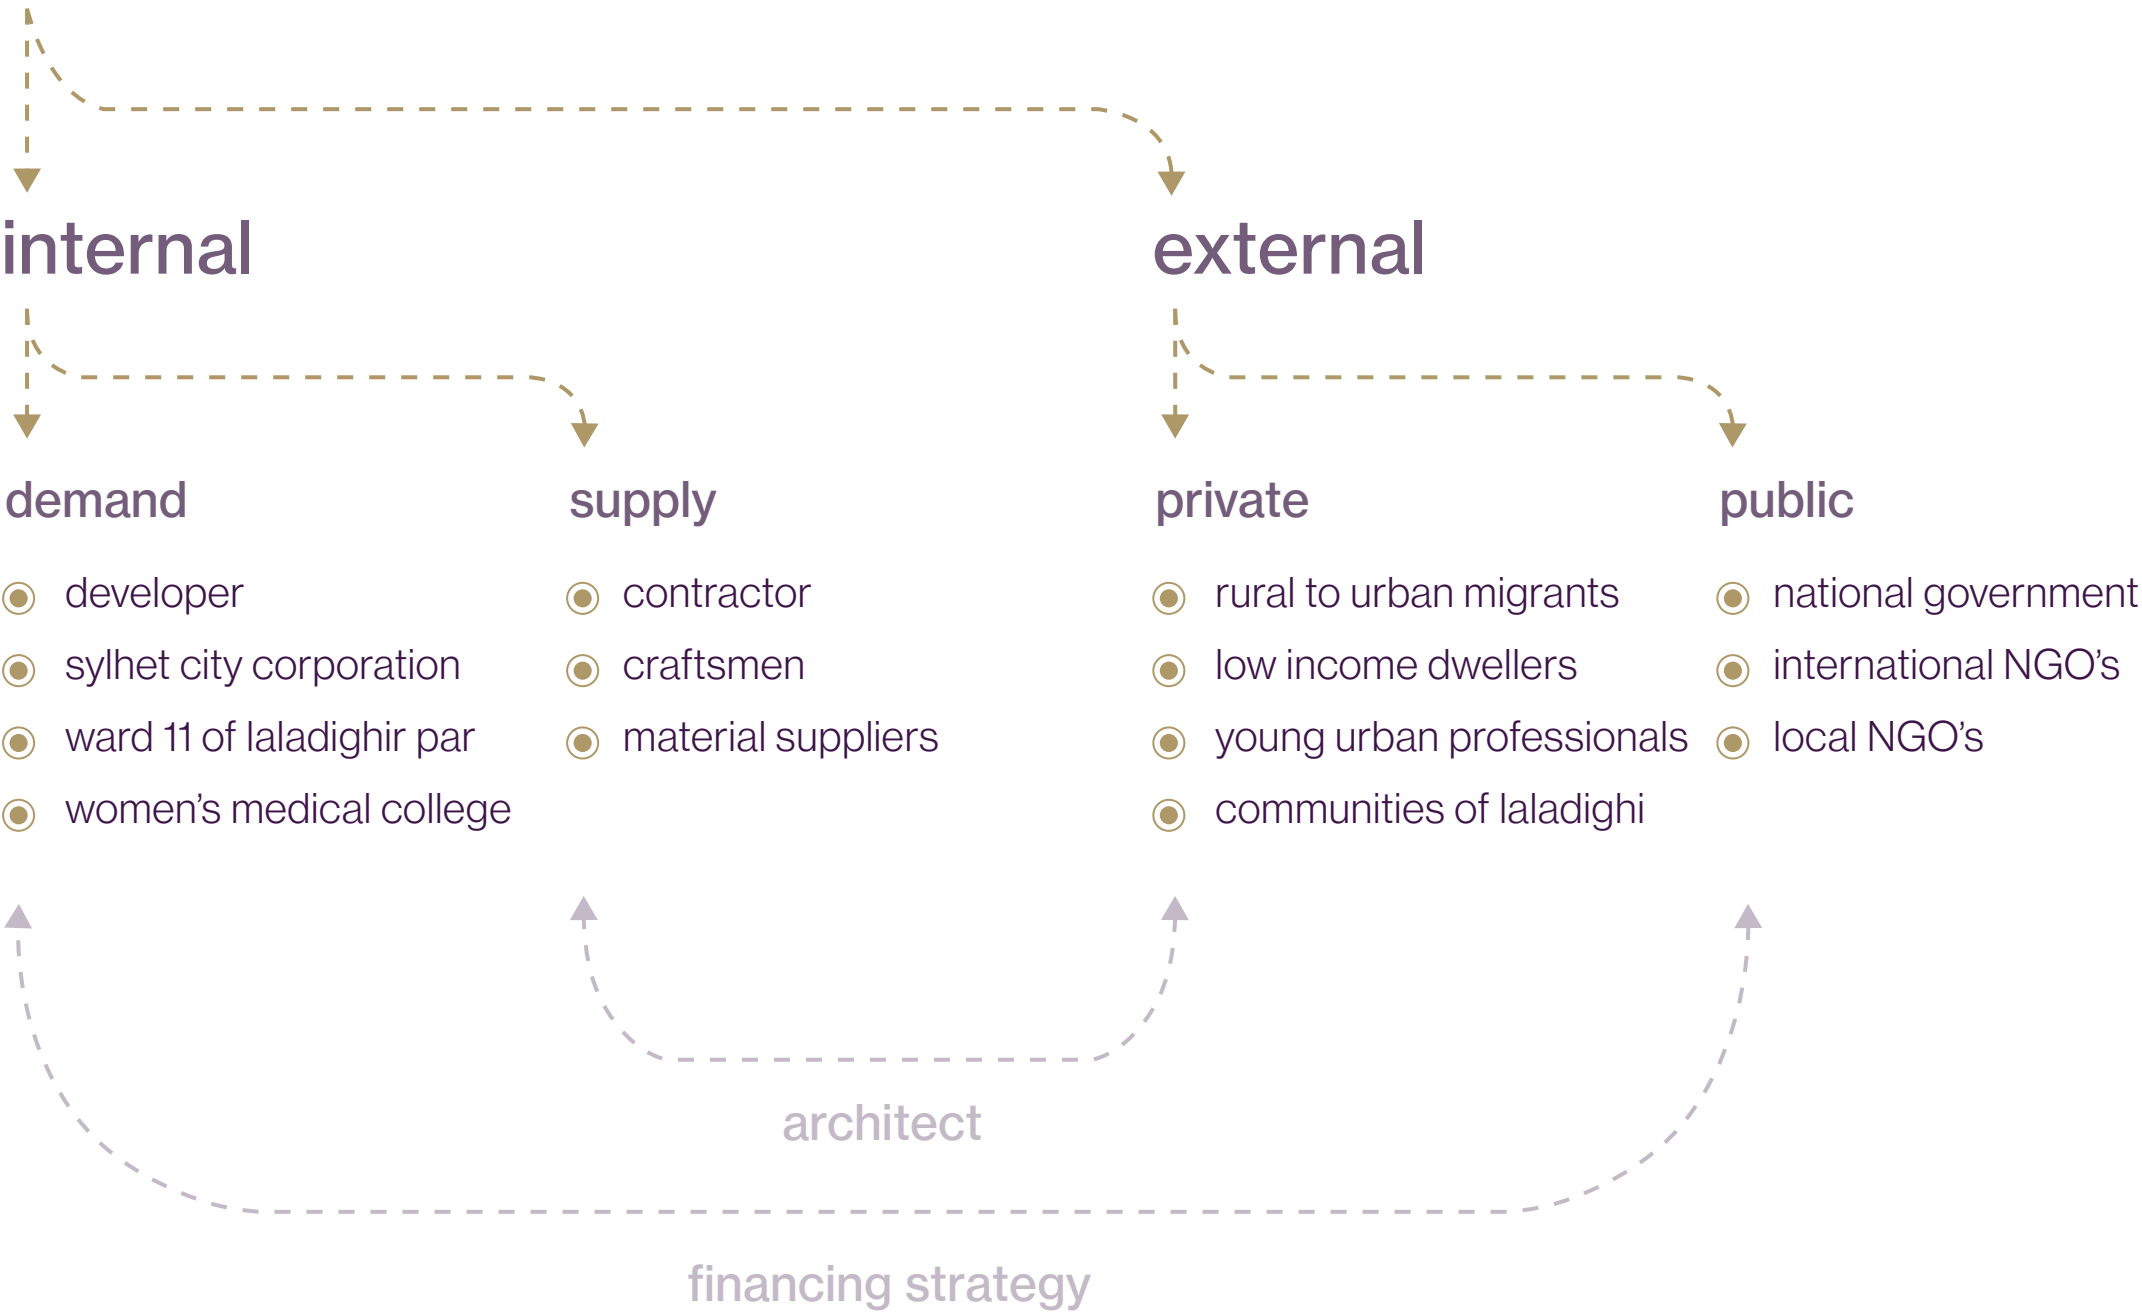 internal
external
demand
developer
sylhet city corporation
ward 11 of laladighir par
women's medical college
supply
contractor
craftsmen
material suppliers
private
rural to urban migrants
low income dwellers
young urban professionals
communities of laladighi
public
national government
international NGO's
local NGO's
architect
financing strategy